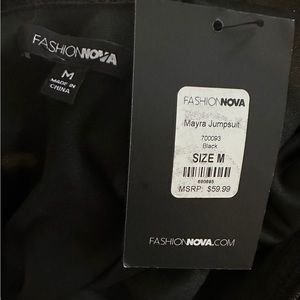 FASHIONNOVA
M
MADE IN
CHINA
FASHIONNOVA
Mayra Jumpsuit
700093
Black
SIZE M
MSRP: $59.99
FASHIONNOVA.COM